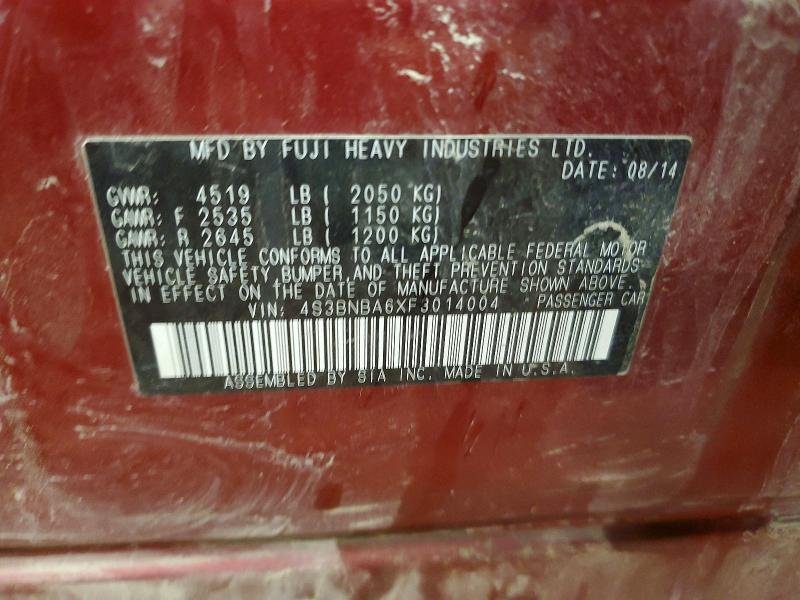 MFD BY FUJI HEAVY INDUSTRIES LTD.
DATE: 08/14
GVWR: 4519 LB ( 2050 KG)
GAWR: F 2535 LB ( 1150 KG)
GAWR: R 2645 LB ( 1200 KG)
THIS VEHICLE CONFORMS TO ALL APPLICABLE FEDERAL MOTOR
VEHICLE SAFETY, BUMPER, AND THEFT PREVENTION STANDARDS
IN EFFECT ON THE DATE OF MANUFACTURE SHOWN ABOVE.
VIN: 4S3BNBA6XF3014004 PASSENGER CAR
ASSEMBLED BY SIA INC. MADE IN U.S.A.